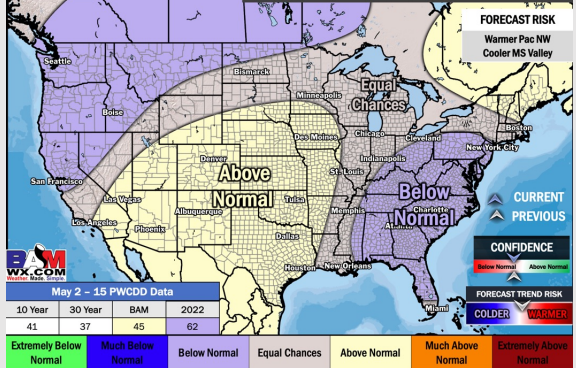 FORECAST RISK
Warmer Pac NW
Cooler MS Valley
Seattle
Bismarck
Minneapolis
Equal
Chances
Boise
Boston
Des Moines
Chicago
Cleveland
New York City
Indianapolis
Denver
Above
Normal
St. Louis
San Francisco
Las Vegas
Below
Normal
CURRENT
PREVIOUS
Tulsa
Memphis
Charlotte
Albuquerque
Los Angeles
Atlanta
Phoenix
Dallas
CONFIDENCE
Below Normal
Above Normal
BAM
WX.COM
Weather Made. Simple.
Houston
New Orleans
FORECAST TREND RISK
COLDER
WARMER
Miami
May 2 – 15 PWCDD Data
10 Year 30 Year BAM 2022
41 37 45 62
Extremely Below
Normal
Much Below
Normal
Below Normal
Equal Chances
Above Normal
Much Above
Normal
Extremely Above
Normal